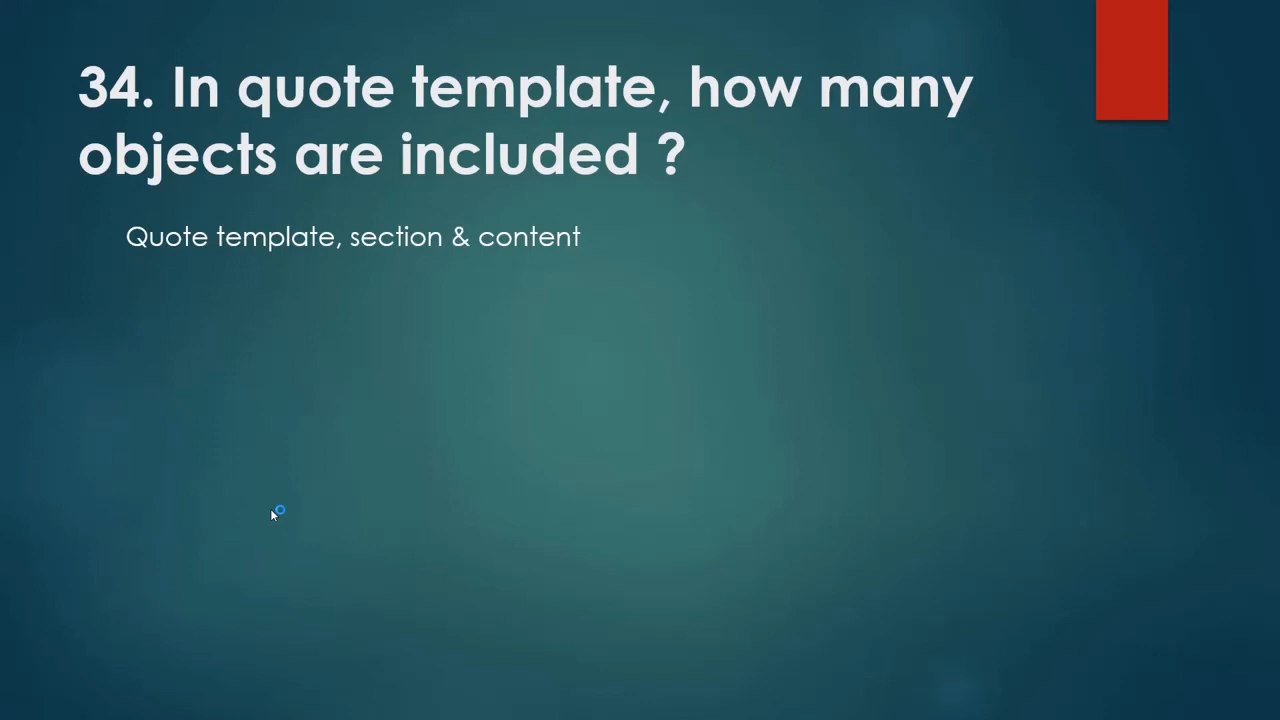 34. In quote template, how many
objects are included ?
Quote template, section & content